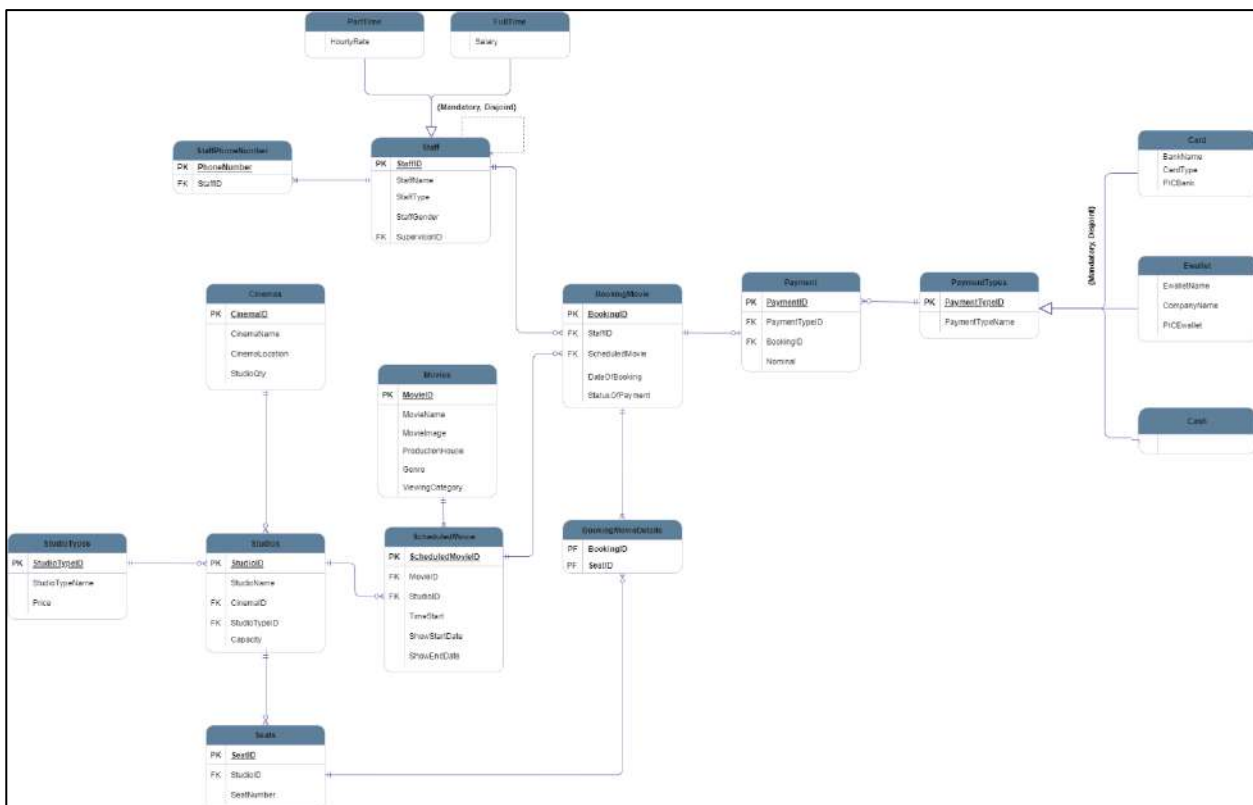 PartTime
HourlyRate
FullTime
Salary
(Mandatory, Disjoint)
StaffPhoneNumber
PK PhoneNumber
FK StaffID
Staff
PK StaffID
StaffName
StaffType
StaffGender
FK SupervisorID
Card
BankName
CardType
PICBank
(Mandatory, Disjoint)
Ewallet
EwalletName
CompanyName
PICEwallet
Cash
Cinemas
PK CinemaID
CinemaName
CinemaLocation
StudioQty
BookingMovie
PK BookingID
FK StaffID
FK ScheduledMovie
DateOfBooking
StatusOfPayment
Payment
PK PaymentID
FK PaymentTypeID
FK BookingID
Nominal
PaymentTypes
PK PaymentTypeID
PaymentTypeName
Movies
PK MovieID
MovieName
MovieImage
ProductionHouse
Genre
ViewingCategory
StudioTypes
PK StudioTypeID
StudioTypeName
Price
Studios
PK StudioID
StudioName
FK CinemaID
FK StudioTypeID
Capacity
ScheduledMovie
PK ScheduledMovieID
FK MovieID
FK StudioID
TimeStart
ShowStartDate
ShowEndDate
BookingMovieDetails
PF BookingID
PF SeatID
Seats
PK SeatID
FK StudioID
SeatNumber